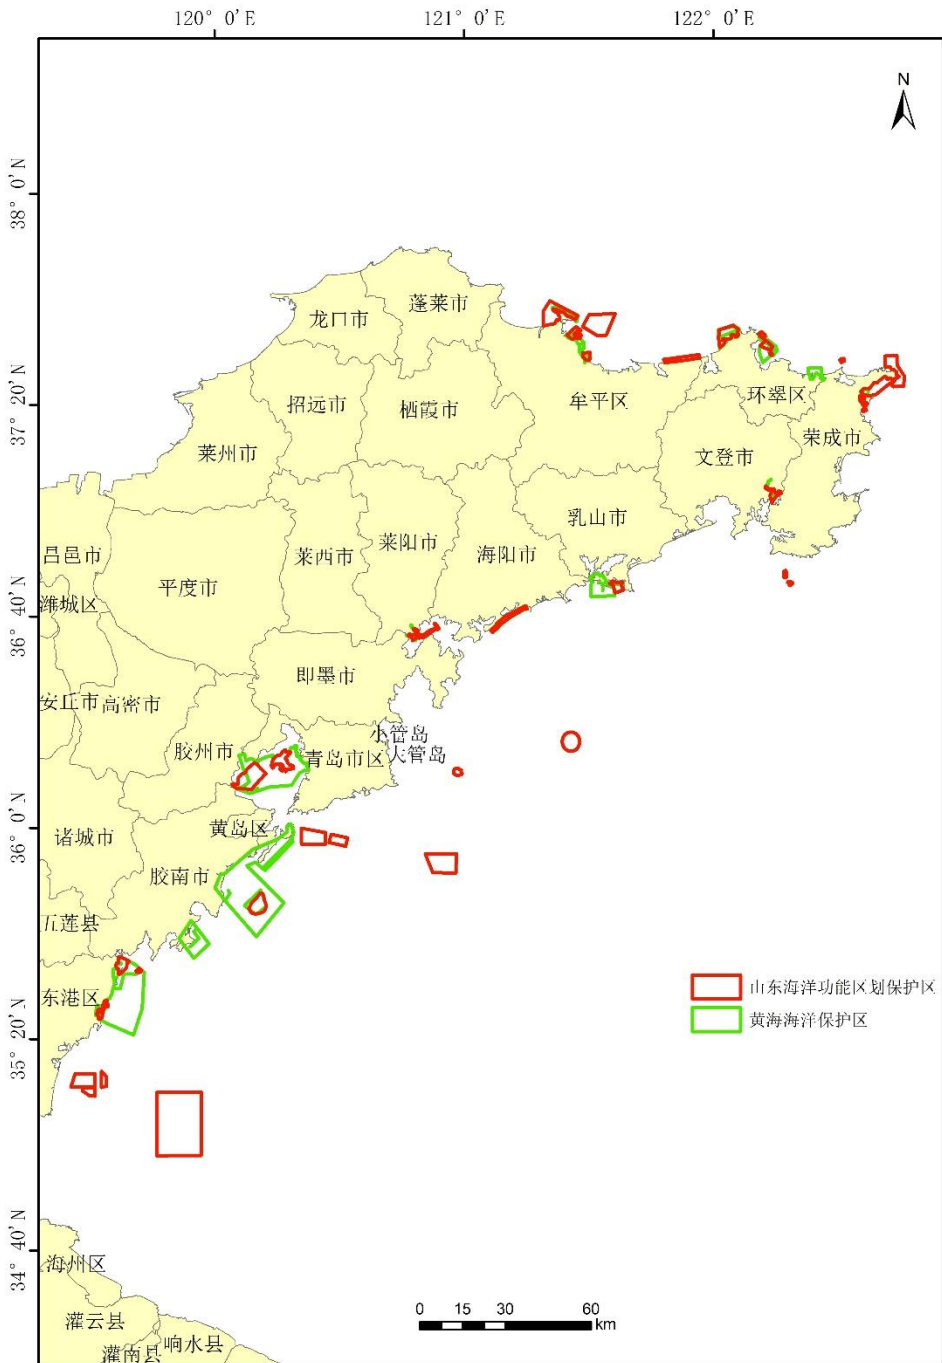 120° 0′E
121° 0′E
122° 0′E
N
38° 0′N
蓬莱市
龙口市
37° 20′N
招远市
栖霞市
牟平区
环翠区
荣成市
莱州市
文登市
乳山市
昌邑市
莱西市
莱阳市
海阳市
平度市
潍城区
36° 40′N
即墨市
安丘市
高密市
胶州市
小管岛
青岛市区
大管岛
36° 0′N
诸城市
黄岛区
胶南市
五莲县
东港区
山东海洋功能区划保护区
黄海海洋保护区
35° 20′N
34° 40′N
海州区
灌云县
响水县
灌南县
0 15 30 60
km